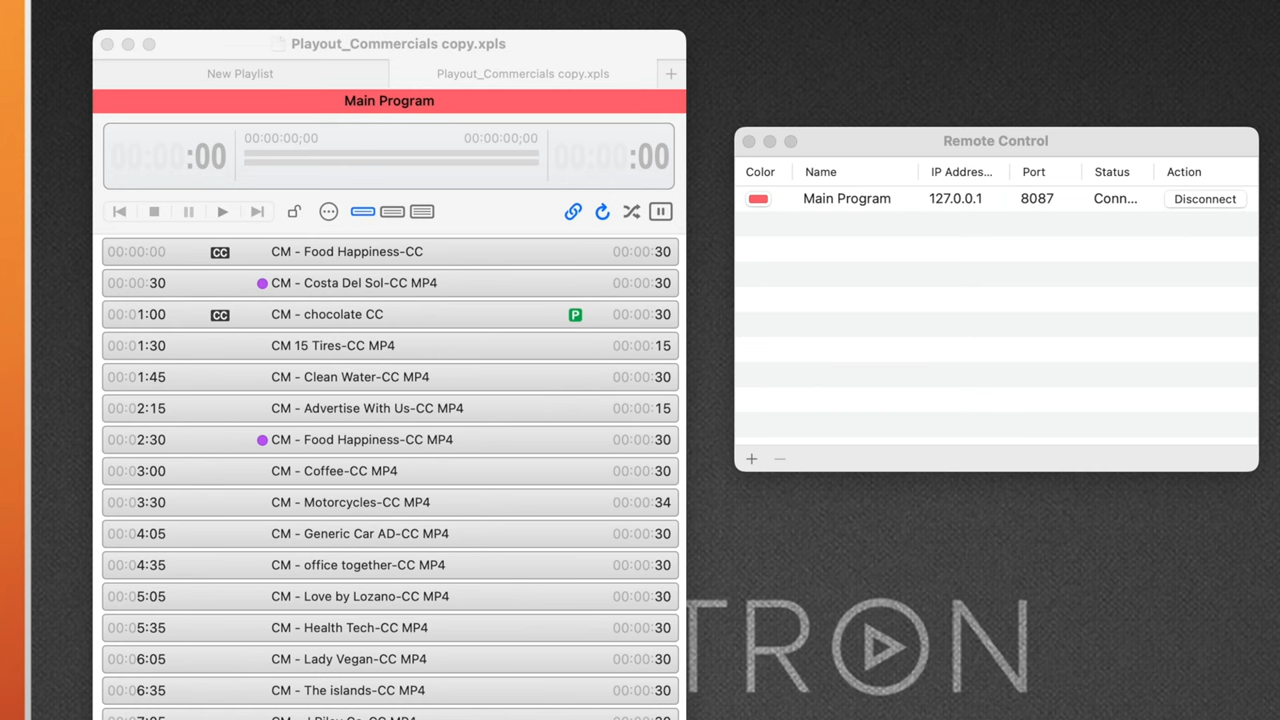 Playout_Commercials copy.xpls
New Playlist
Playout_Commercials copy.xpls
Main Program
00:00:00:00
00:00:00;00
00:00:00;00
00:00:00:00
00:00:00 CC CM - Food Happiness-CC 00:00:30
00:00:30 CM - Costa Del Sol-CC MP4 00:00:30
00:01:00 CC CM - chocolate CC P 00:00:30
00:01:30 CM 15 Tires-CC MP4 00:00:15
00:01:45 CM - Clean Water-CC MP4 00:00:30
00:02:15 CM - Advertise With Us-CC MP4 00:00:15
00:02:30 CM - Food Happiness-CC MP4 00:00:30
00:03:00 CM - Coffee-CC MP4 00:00:30
00:03:30 CM - Motorcycles-CC MP4 00:00:34
00:04:05 CM - Generic Car AD-CC MP4 00:00:30
00:04:35 CM - office together-CC MP4 00:00:30
00:05:05 CM - Love by Lozano-CC MP4 00:00:30
00:05:35 CM - Health Tech-CC MP4 00:00:30
00:06:05 CM - Lady Vegan-CC MP4 00:00:30
00:06:35 CM - The islands-CC MP4 00:00:30
Remote Control
Color Name IP Addres... Port Status Action
Main Program 127.0.0.1 8087 Conn... Disconnect
TRON